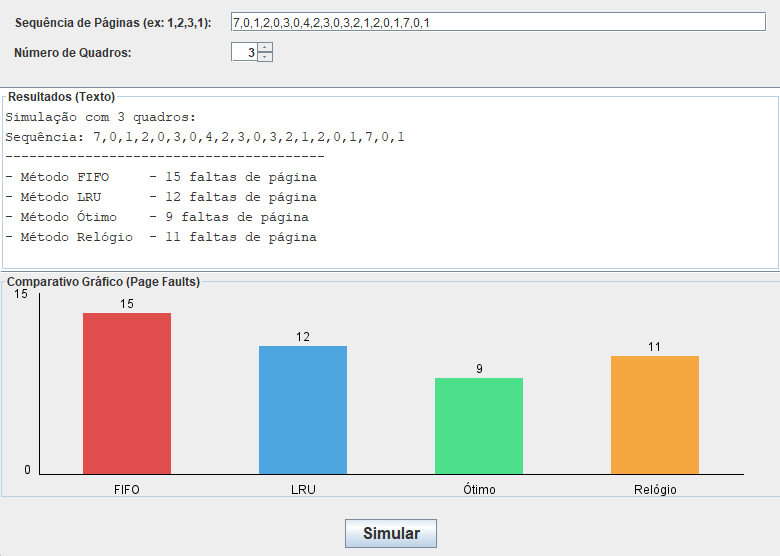 Sequência de Páginas (ex: 1,2,3,1): 7,0,1,2,0,3,0,4,2,3,0,3,2,1,2,0,1,7,0,1
Número de Quadros: 3
Resultados (Texto)
Simulação com 3 quadros:
Sequência: 7,0,1,2,0,3,0,4,2,3,0,3,2,1,2,0,1,7,0,1
----------------------------------------
- Método FIFO     - 15 faltas de página
- Método LRU      - 12 faltas de página
- Método Ótimo    - 9 faltas de página
- Método Relógio  - 11 faltas de página
Comparativo Gráfico (Page Faults)
15
15
12
11
9
0
FIFO LRU Ótimo Relógio
Simular